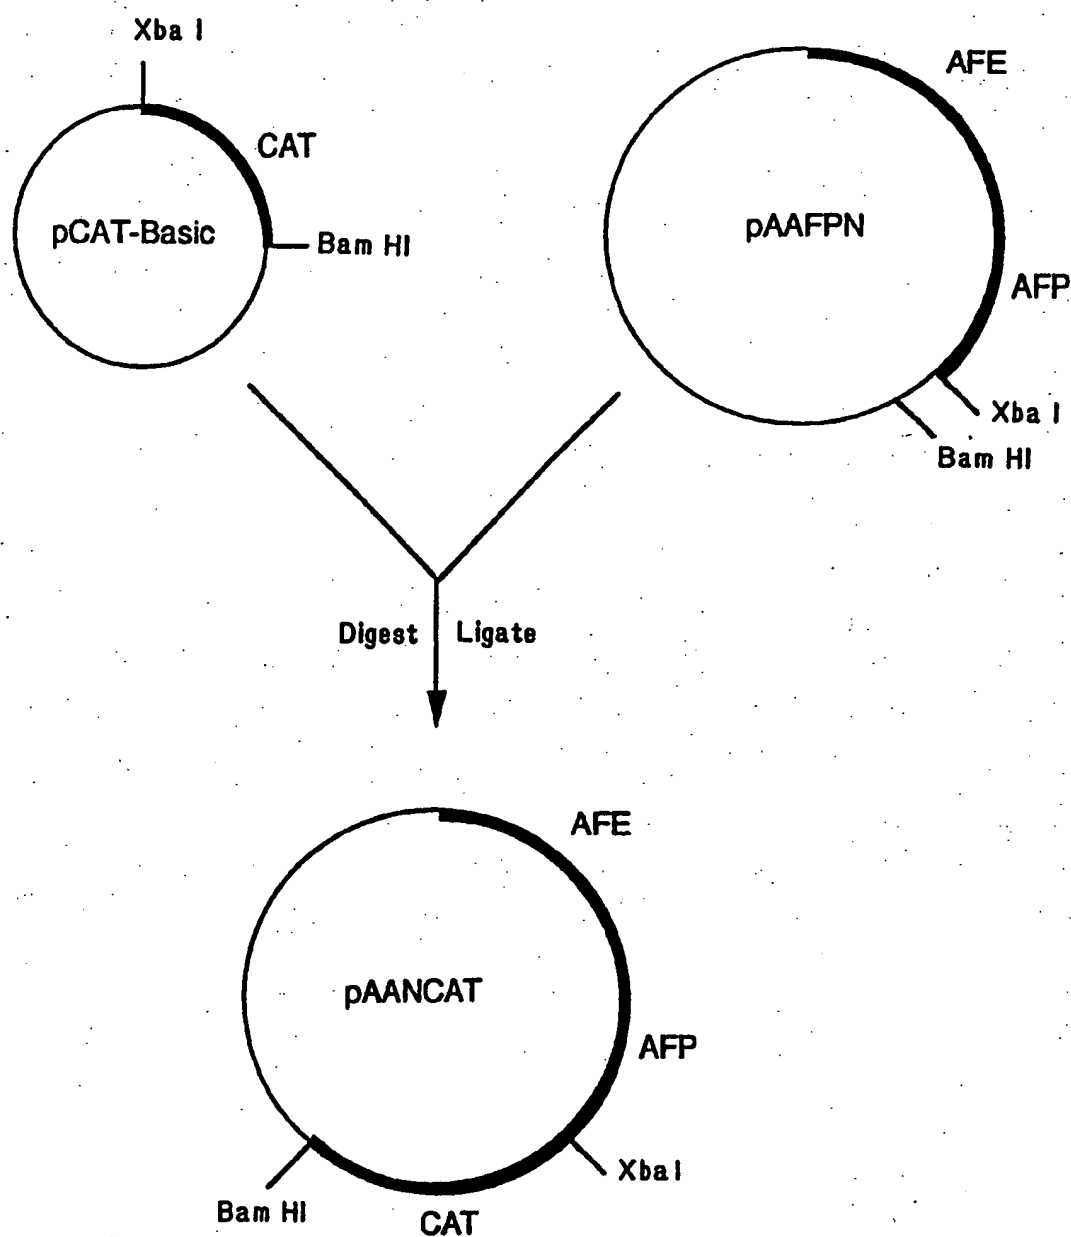 Xba I
CAT
pCAT-Basic
Bam HI
AFE
pAAFPN
AFP
Xba I
Bam HI
Digest Ligate
AFE
pAANCAT
AFP
Xba I
Bam HI
CAT